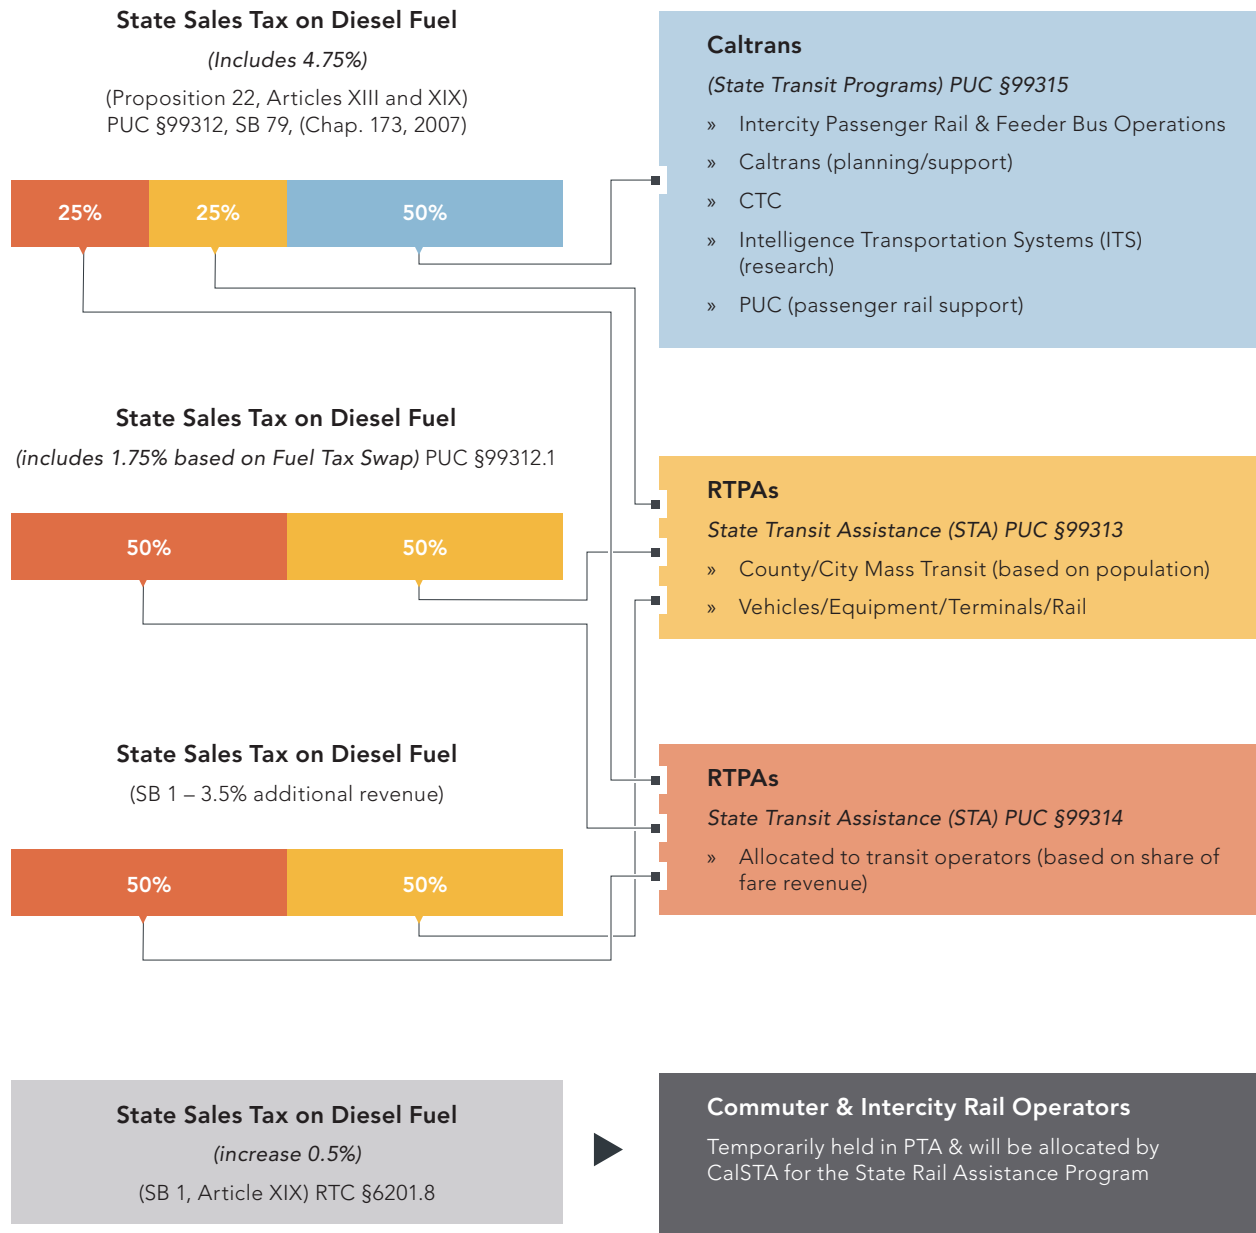 State Sales Tax on Diesel Fuel
(Includes 4.75%)
(Proposition 22, Articles XIII and XIX)
PUC §99312, SB 79, (Chap. 173, 2007)
25%
25%
50%
Caltrans
(State Transit Programs) PUC §99315
» Intercity Passenger Rail & Feeder Bus Operations
» Caltrans (planning/support)
» CTC
» Intelligence Transportation Systems (ITS)
(research)
» PUC (passenger rail support)
State Sales Tax on Diesel Fuel
(includes 1.75% based on Fuel Tax Swap) PUC §99312.1
50%
50%
RTPAs
State Transit Assistance (STA) PUC §99313
» County/City Mass Transit (based on population)
» Vehicles/Equipment/Terminals/Rail
State Sales Tax on Diesel Fuel
(SB 1 – 3.5% additional revenue)
50%
50%
RTPAs
State Transit Assistance (STA) PUC §99314
» Allocated to transit operators (based on share of
fare revenue)
State Sales Tax on Diesel Fuel
(increase 0.5%)
(SB 1, Article XIX) RTC §6201.8
Commuter & Intercity Rail Operators
Temporarily held in PTA & will be allocated by
CalSTA for the State Rail Assistance Program